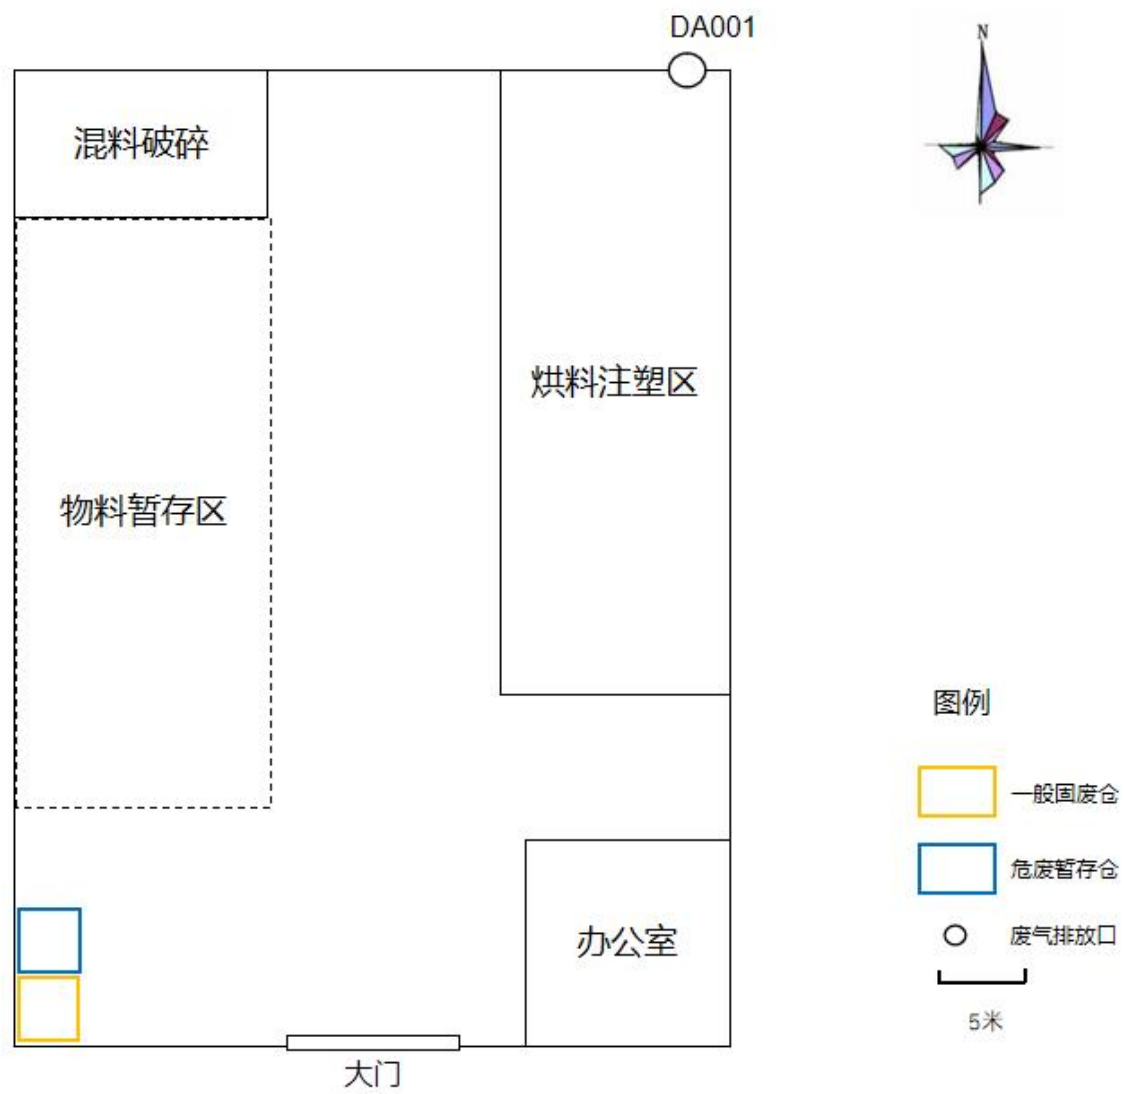 DA001
N
混料破碎
烘料注塑区
物料暂存区
图例
一般固废仓
危废暂存仓
办公室
废气排放口
5米
大门